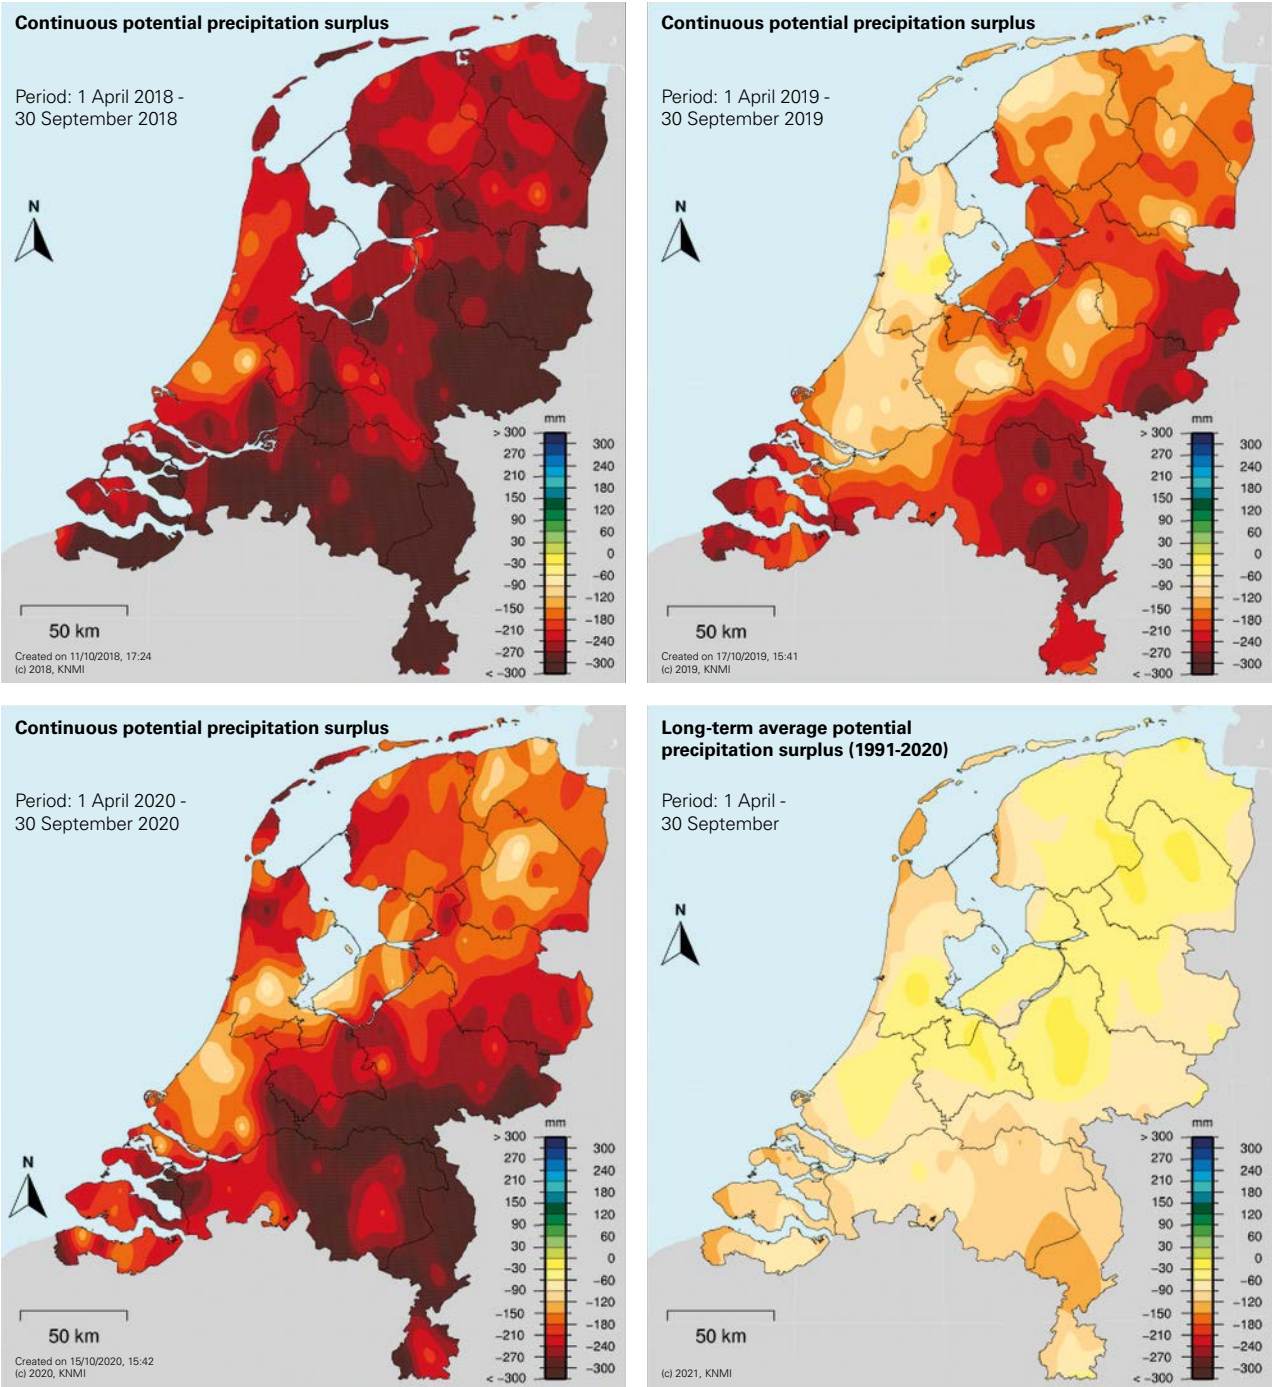 Continuous potential precipitation surplus
Period: 1 April 2018 -
30 September 2018
N
mm
> 300
300
270
240
210
180
150
120
90
60
30
0
−30
−60
−90
−120
−150
−180
−210
−240
−270
−300
< −300
50 km
Created on 11/10/2018, 17:24
(c) 2018, KNMI
Continuous potential precipitation surplus
Period: 1 April 2019 -
30 September 2019
N
mm
> 300
300
270
240
210
180
150
120
90
60
30
0
−30
−60
−90
−120
−150
−180
−210
−240
−270
−300
< −300
50 km
Created on 17/10/2019, 15:41
(c) 2019, KNMI
Continuous potential precipitation surplus
Period: 1 April 2020 -
30 September 2020
N
mm
> 300
300
270
240
210
180
150
120
90
60
30
0
−30
−60
−90
−120
−150
−180
−210
−240
−270
−300
< −300
50 km
Created on 15/10/2020, 15:42
(c) 2020, KNMI
Long-term average potential
precipitation surplus (1991-2020)
Period: 1 April -
30 September
N
mm
> 300
300
270
240
210
180
150
120
90
60
30
0
−30
−60
−90
−120
−150
−180
−210
−240
−270
−300
< −300
50 km
(c) 2021, KNMI